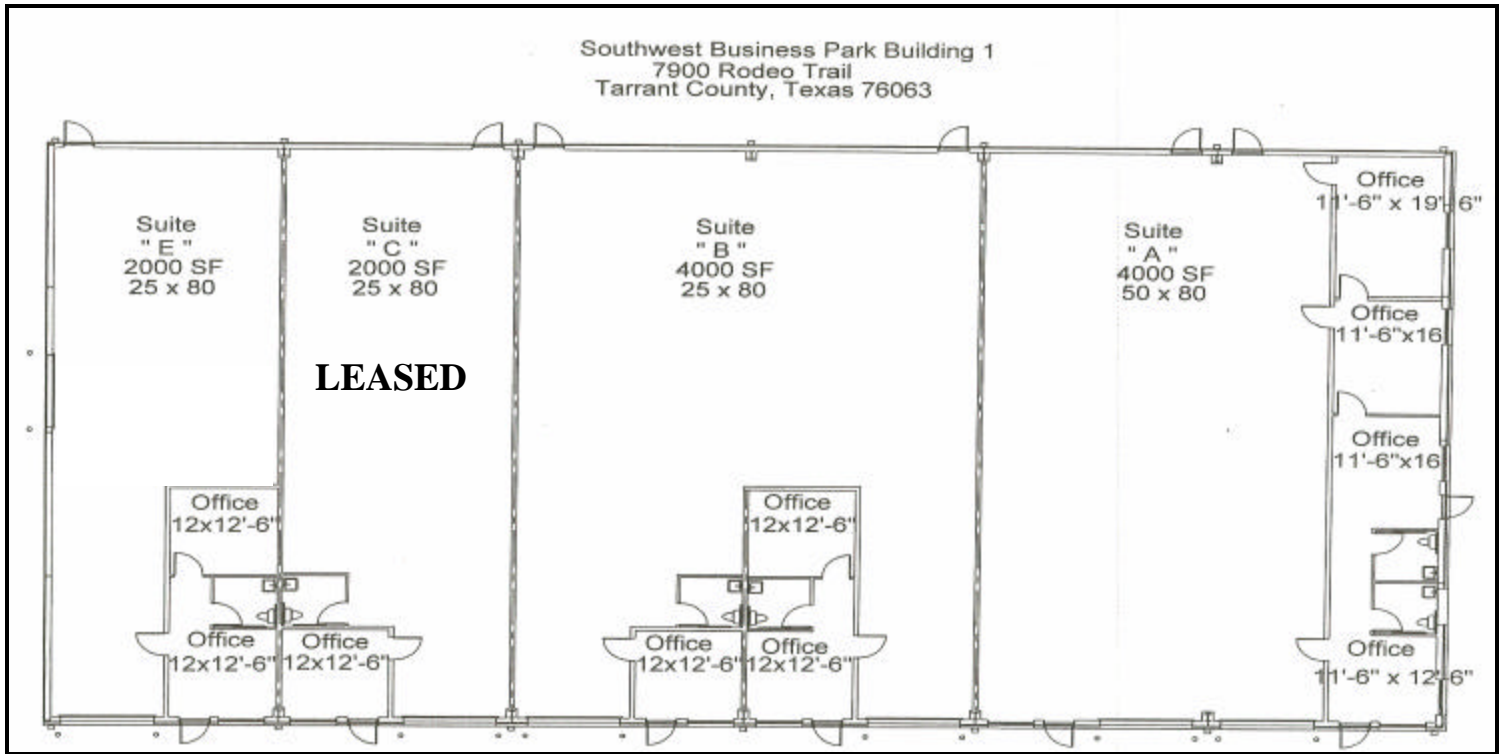 Southwest Business Park Building 1
7900 Rodeo Trail
Tarrant County, Texas 76063
Suite
" E "
2000 SF
25 x 80
Suite
" C "
2000 SF
25 x 80
LEASED
Suite
" B "
4000 SF
25 x 80
Suite
" A "
4000 SF
50 x 80
Office
11'-6" x 19'-6"
Office
11'-6"x16
Office
11'-6"x16
Office
12x12'-6"
Office
12x12'-6"
Office
12x12'-6"
Office
12x12'-6"
Office
12x12'-6"
Office
12x12'-6"
Office
11'-6" x 12'-6"